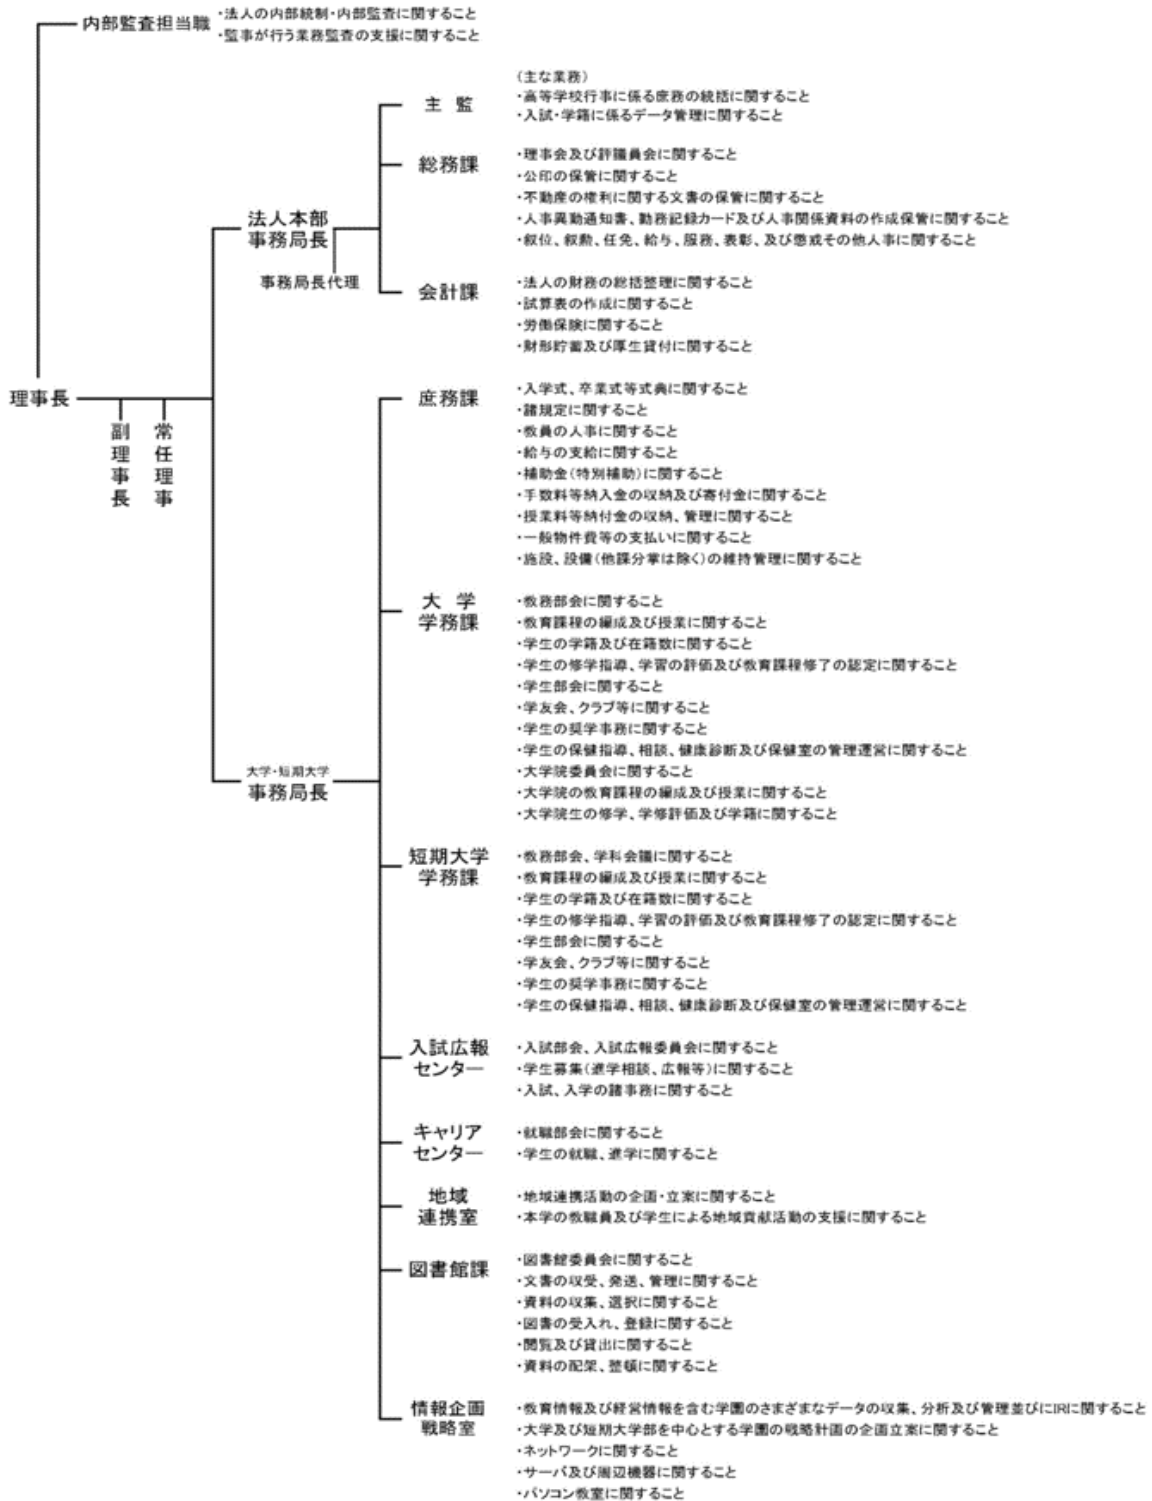 内部監査担当職
・法人の内部統制・内部監査に関すること
・監事が行う業務監査の支援に関すること
(主な業務)
主 監
・高等学校行事に係る庶務の統括に関すること
・入試・学籍に係るデータ管理に関すること
総務課
・理事会及び評議員会に関すること
・公印の保管に関すること
・不動産の権利に関する文書の保管に関すること
・人事異動通知書、勤務記録カード及び人事関係資料の作成保管に関すること
・叙位、叙勲、任免、給与、服務、表彰、及び懲戒その他人事に関すること
法人本部
事務局長
事務局長代理
会計課
・法人の財務の総括整理に関すること
・試算表の作成に関すること
・労働保険に関すること
・財形貯蓄及び厚生貸付に関すること
理事長
副理事長
常任理事
庶務課
・入学式、卒業式等式典に関すること
・諸規定に関すること
・教員の人事に関すること
・給与の支給に関すること
・補助金(特別補助)に関すること
・手数料等納入金の収納及び寄付金に関すること
・授業料等納付金の収納、管理に関すること
・一般物件費等の支払いに関すること
・施設、設備(他課分掌は除く)の維持管理に関すること
大 学
学務課
・教務部会に関すること
・教育課程の編成及び授業に関すること
・学生の学籍及び在籍数に関すること
・学生の修学指導、学習の評価及び教育課程修了の認定に関すること
・学生部会に関すること
・学友会、クラブ等に関すること
・学生の奨学事務に関すること
・学生の保健指導、相談、健康診断及び保健室の管理運営に関すること
・大学院委員会に関すること
・大学院の教育課程の編成及び授業に関すること
・大学院生の修学、学修評価及び学籍に関すること
大学・短期大学
事務局長
短期大学
学務課
・教務部会、学科会議に関すること
・教育課程の編成及び授業に関すること
・学生の学籍及び在籍数に関すること
・学生の修学指導、学習の評価及び教育課程修了の認定に関すること
・学生部会に関すること
・学友会、クラブ等に関すること
・学生の奨学事務に関すること
・学生の保健指導、相談、健康診断及び保健室の管理運営に関すること
入試広報
センター
・入試部会、入試広報委員会に関すること
・学生募集(進学相談、広報等)に関すること
・入試、入学の諸事務に関すること
キャリア
センター
・就職部会に関すること
・学生の就職、進学に関すること
地域
連携室
・地域連携活動の企画・立案に関すること
・本学の教職員及び学生による地域貢献活動の支援に関すること
図書館課
・図書館委員会に関すること
・文書の収受、発送、管理に関すること
・資料の収集、選択に関すること
・図書の受入れ、登録に関すること
・閲覧及び貸出に関すること
・資料の配架、整頓に関すること
情報企画
戦略室
・教育情報及び経営情報を含む学園のさまざまなデータの収集、分析及び管理並びにIRに関すること
・大学及び短期大学部を中心とする学園の戦略計画の企画立案に関すること
・ネットワークに関すること
・サーバ及び周辺機器に関すること
・パソコン教室に関すること